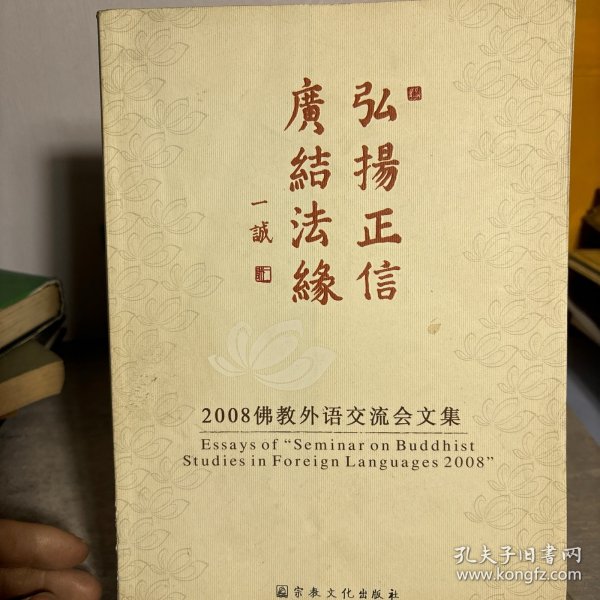 弘揚正信
廣結法緣
一誠
2008佛教外语交流会文集
Essays of “Seminar on Buddhist
Studies in Foreign Languages 2008”
宗教文化出版社
孔夫子旧书网
www.kongfz.com